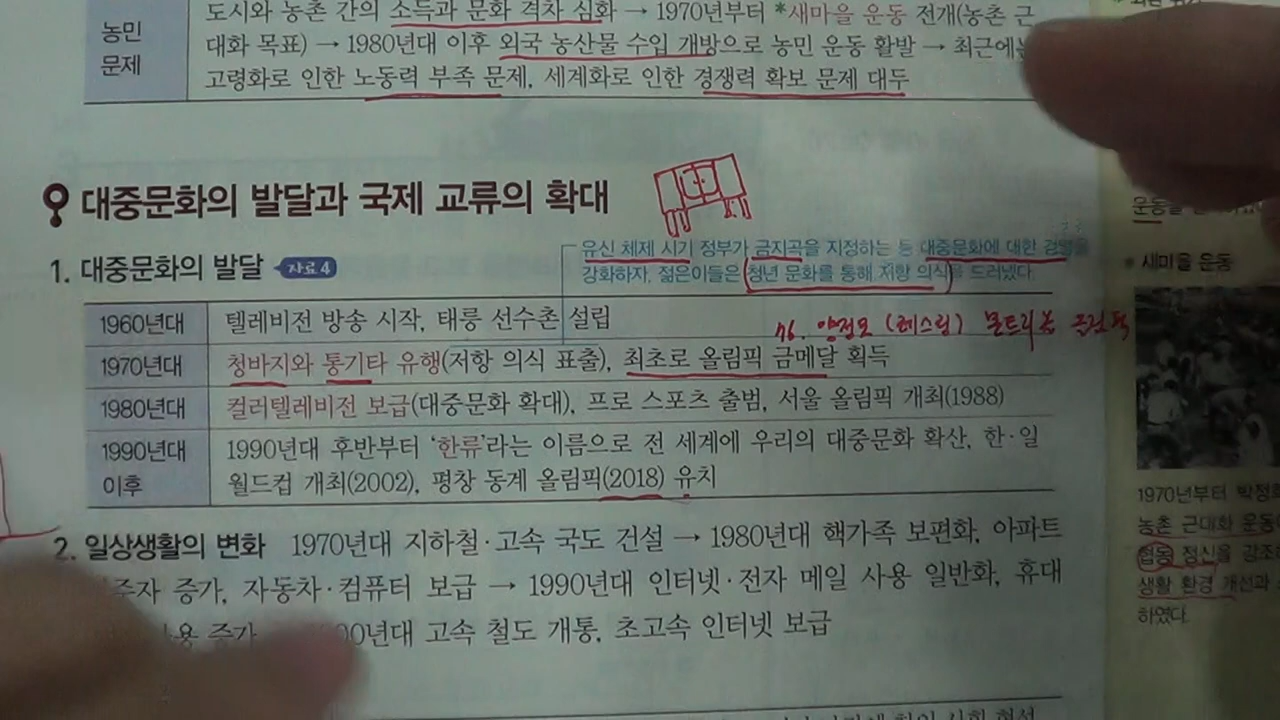 도시와 농촌 간의 소득과 문화 격차 심화 → 1970년부터 *새마을 운동 전개(농촌 근
농민
문제
대화 목표) → 1980년대 이후 외국 농산물 수입 개방으로 농민 운동 활발 → 최근에는
고령화로 인한 노동력 부족 문제, 세계화로 인한 경쟁력 확보 문제 대두
대중문화의 발달과 국제 교류의 확대
1. 대중문화의 발달 자료 4
유신 체제 시기 정부가 금지곡을 지정하는 등 대중문화에 대한
강화하자, 젊은이들은 청년 문화를 통해 저항 의식을 드러냈다.
1960년대 텔레비전 방송 시작, 태릉 선수촌 설립
76. 양정모 (레슬링) 몬트리올
1970년대 청바지와 통기타 유행(저항 의식 표출), 최초로 올림픽 금메달 획득
1980년대 컬러텔레비전 보급(대중문화 확대), 프로 스포츠 출범, 서울 올림픽 개최(1988)
1990년대
이후
1990년대 후반부터 '한류'라는 이름으로 전 세계에 우리의 대중문화 확산, 한·일
월드컵 개최(2002), 평창 동계 올림픽(2018) 유치
2. 일상생활의 변화 1970년대 지하철·고속 국도 건설 → 1980년대 핵가족 보편화, 아파트
주자 증가, 자동차·컴퓨터 보급 → 1990년대 인터넷·전자 메일 사용 일반화, 휴대
증가 고속 철도 개통, 초고속 인터넷 보급
운동을
* 새마을 운동
1970년부터 박정희
농촌 근대화 운동
협동 정신을 강조
생활 환경 개선과
하였다.